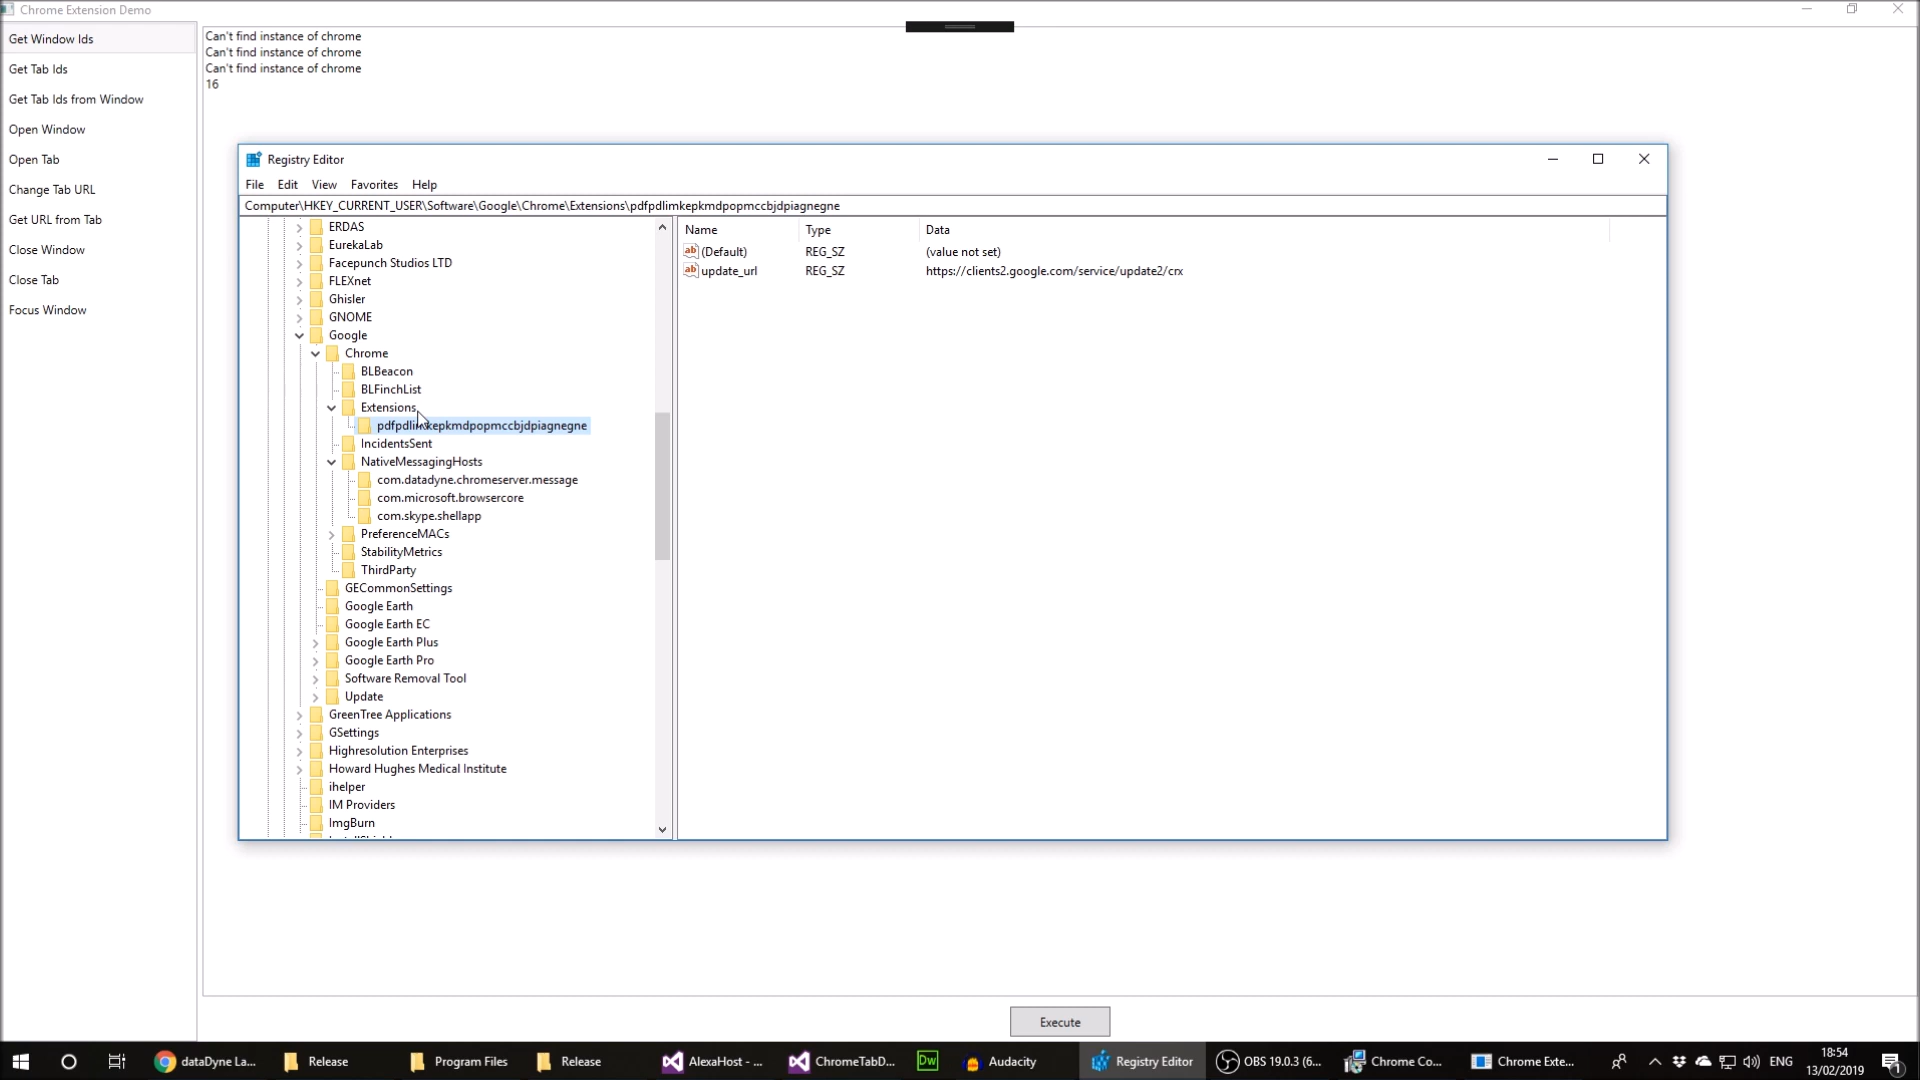 Chrome Extension Demo
Get Window Ids
Get Tab Ids
Get Tab Ids from Window
Open Window
Open Tab
Change Tab URL
Get URL from Tab
Close Window
Close Tab
Focus Window
Can't find instance of chrome
Can't find instance of chrome
Can't find instance of chrome
16
Registry Editor
File Edit View Favorites Help
Computer\HKEY_CURRENT_USER\Software\Google\Chrome\Extensions\pdfpdlimkepkmdpopmccbjdpiagnegne
ERDAS
EurekaLab
Facepunch Studios LTD
FLEXnet
Ghisler
GNOME
Google
Chrome
BLBeacon
BLFinchList
Extensions
pdfpdlimkepkmdpopmccbjdpiagnegne
IncidentsSent
NativeMessagingHosts
com.datadyne.chromeserver.message
com.microsoft.browsercore
com.skype.shellapp
PreferenceMACs
StabilityMetrics
ThirdParty
GECommonSettings
Google Earth
Google Earth EC
Google Earth Plus
Google Earth Pro
Software Removal Tool
Update
GreenTree Applications
GSettings
Highresolution Enterprises
Howard Hughes Medical Institute
ihelper
IM Providers
ImgBurn
Name Type Data
ab (Default) REG_SZ (value not set)
ab update_url REG_SZ https://clients2.google.com/service/update2/crx
Execute
dataDyne La... Release Program Files Release AlexaHost - ... ChromeTabD... Dw Audacity Registry Editor OBS 19.0.3 (6... Chrome Co... Chrome Exte... ENG 18:54
13/02/2019 1